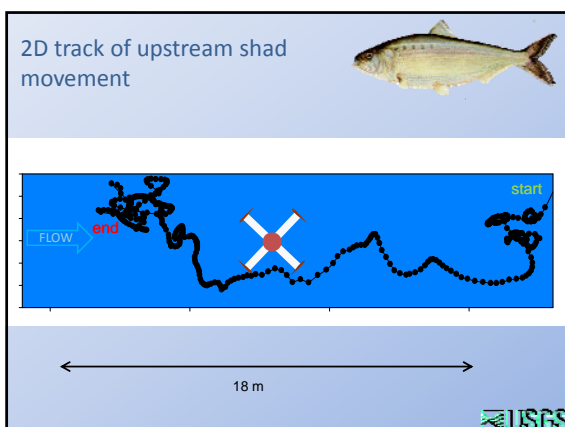 2D track of upstream shad
movement
start
end
FLOW
18 m
USGS